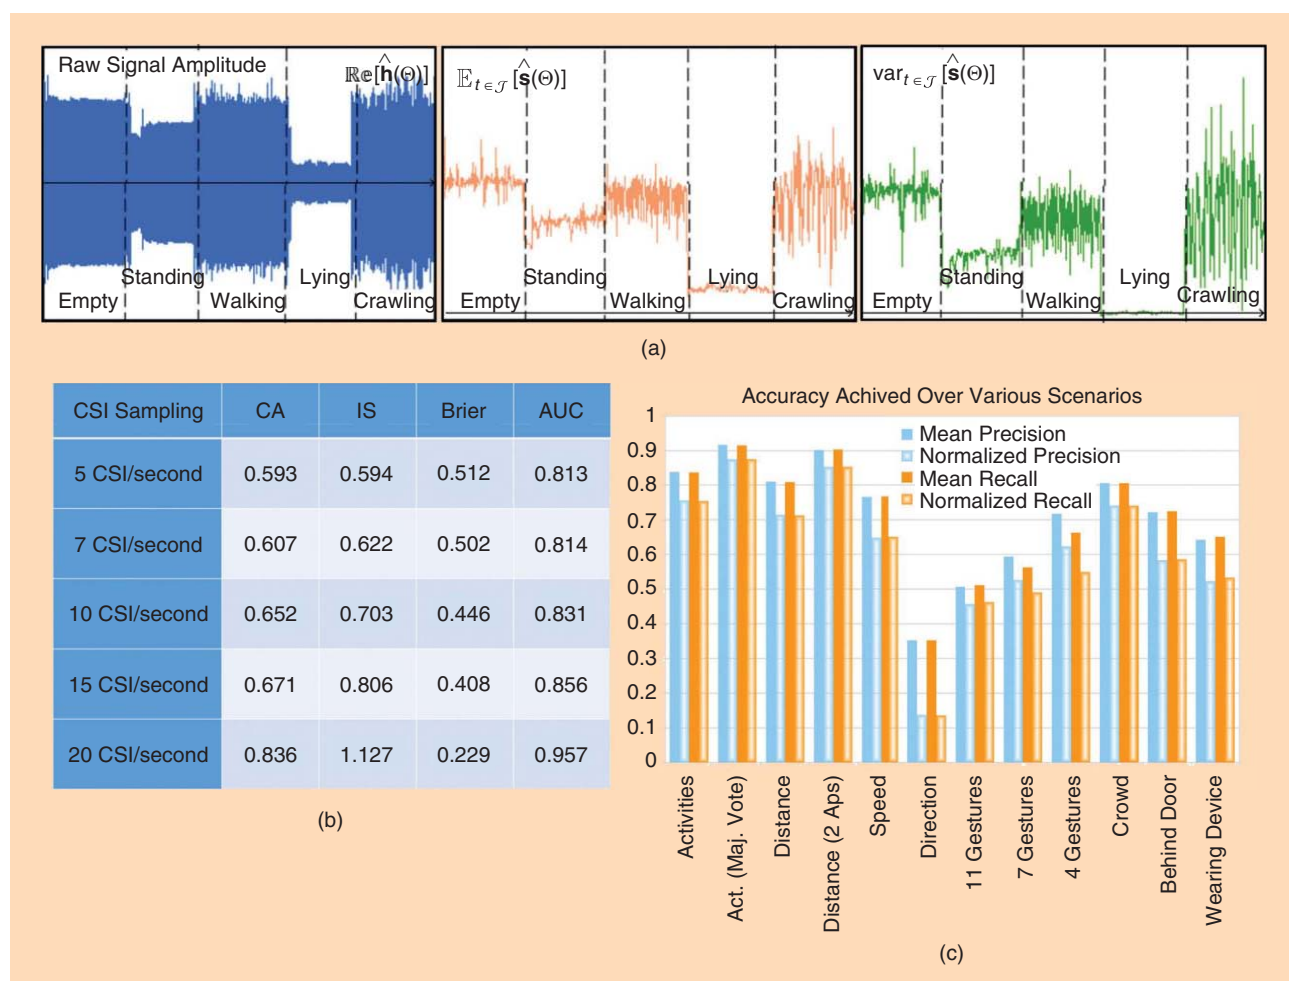 Raw Signal Amplitude
ℝe[ĥ(Θ)]
Standing
Lying
Empty
Walking
Crawling
𝔼t∈𝒯[ŝ(Θ)]
Standing
Lying
Empty
Walking
Crawling
vart∈𝒯[ŝ(Θ)]
Standing
Lying
Empty
Walking
Crawling
(a)
CSI Sampling CA IS Brier AUC
5 CSI/second 0.593 0.594 0.512 0.813
7 CSI/second 0.607 0.622 0.502 0.814
10 CSI/second 0.652 0.703 0.446 0.831
15 CSI/second 0.671 0.806 0.408 0.856
20 CSI/second 0.836 1.127 0.229 0.957
(b)
Accuracy Achived Over Various Scenarios
Mean Precision
Normalized Precision
Mean Recall
Normalized Recall
1
0.9
0.8
0.7
0.6
0.5
0.4
0.3
0.2
0.1
0
Activities
Act. (Maj. Vote)
Distance
Distance (2 Aps)
Speed
Direction
11 Gestures
7 Gestures
4 Gestures
Crowd
Behind Door
Wearing Device
(c)